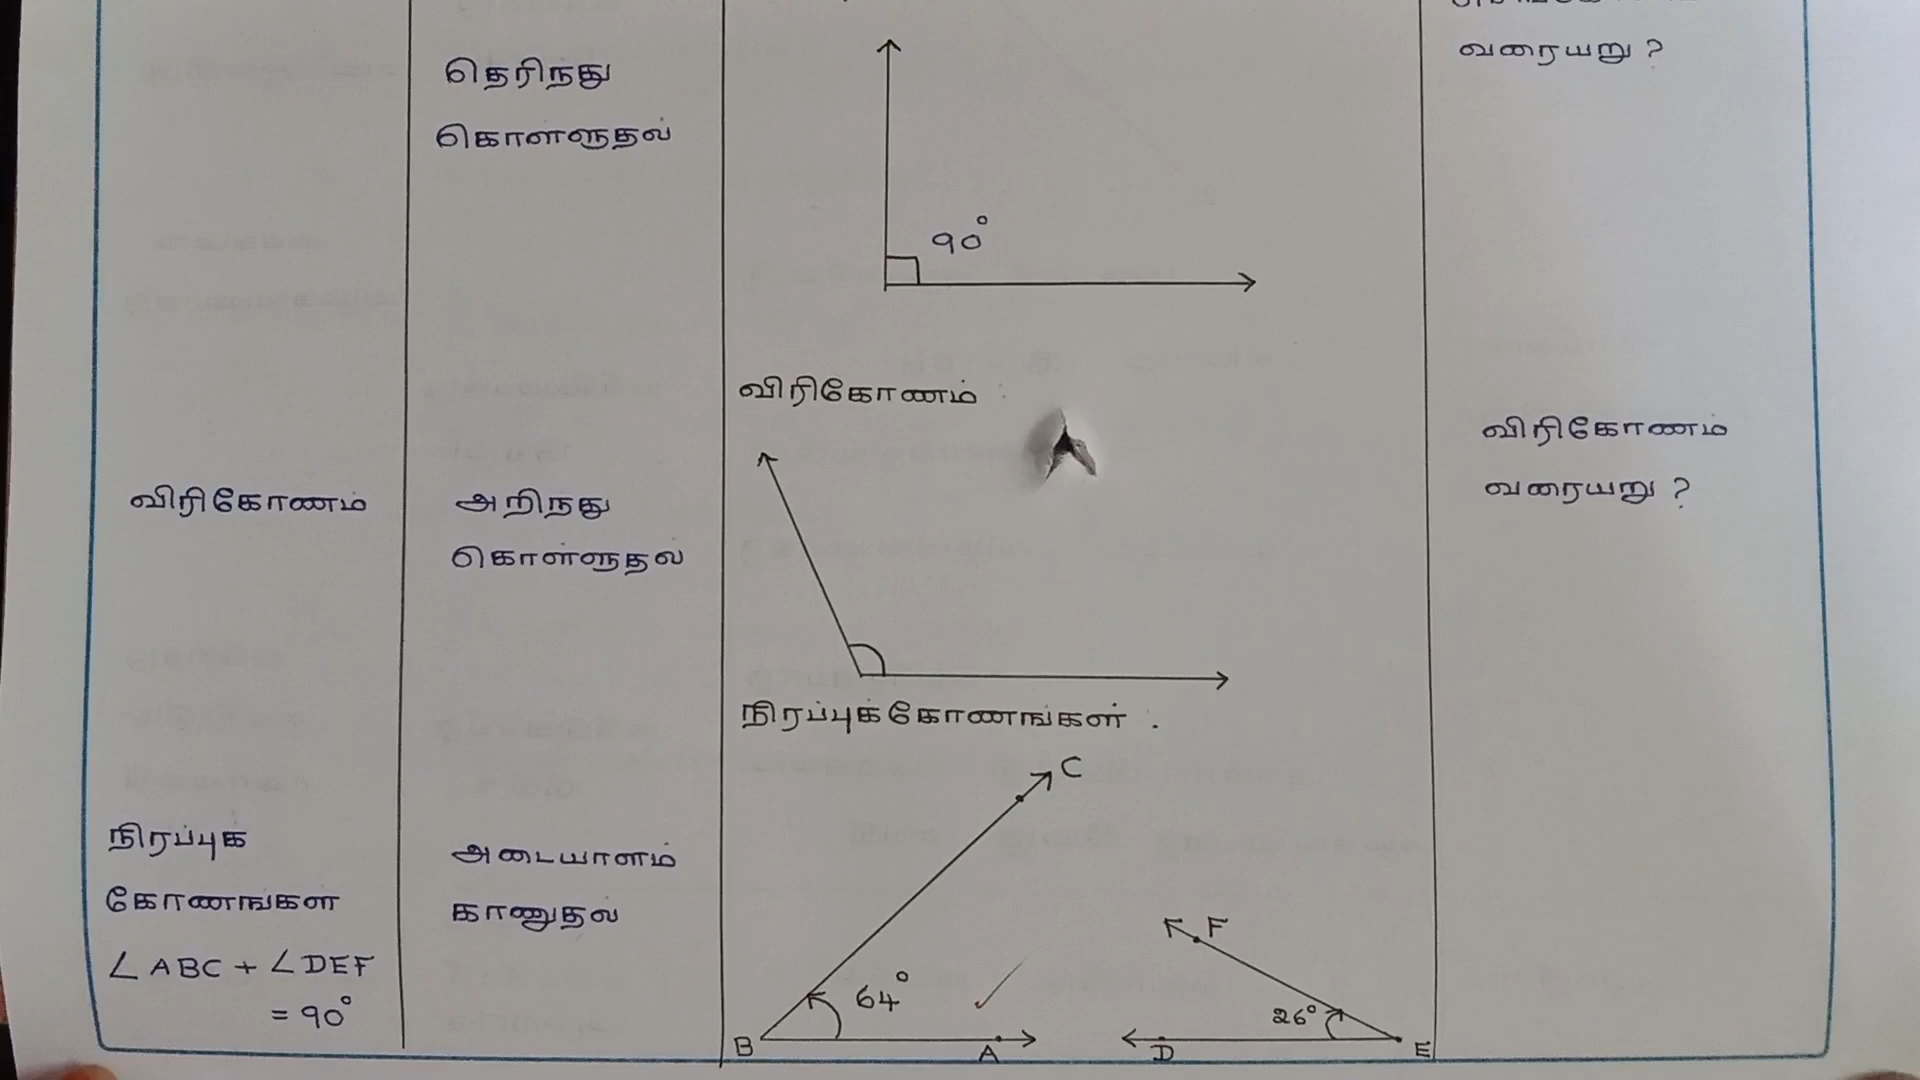 தெரிந்து
கொள்ளுதல்
90°
வரையறு ?
விரிகோணம்
அறிந்து
கொள்ளுதல்
விரிகோணம் :
விரிகோணம்
வரையறு ?
நிரப்புக்கோணங்கள் .
நிரப்புக
கோணங்கள்
∠ ABC + ∠ DEF
= 90°
அடையாளம்
காணுதல்
C
64°
B
A
F
26°
D
E